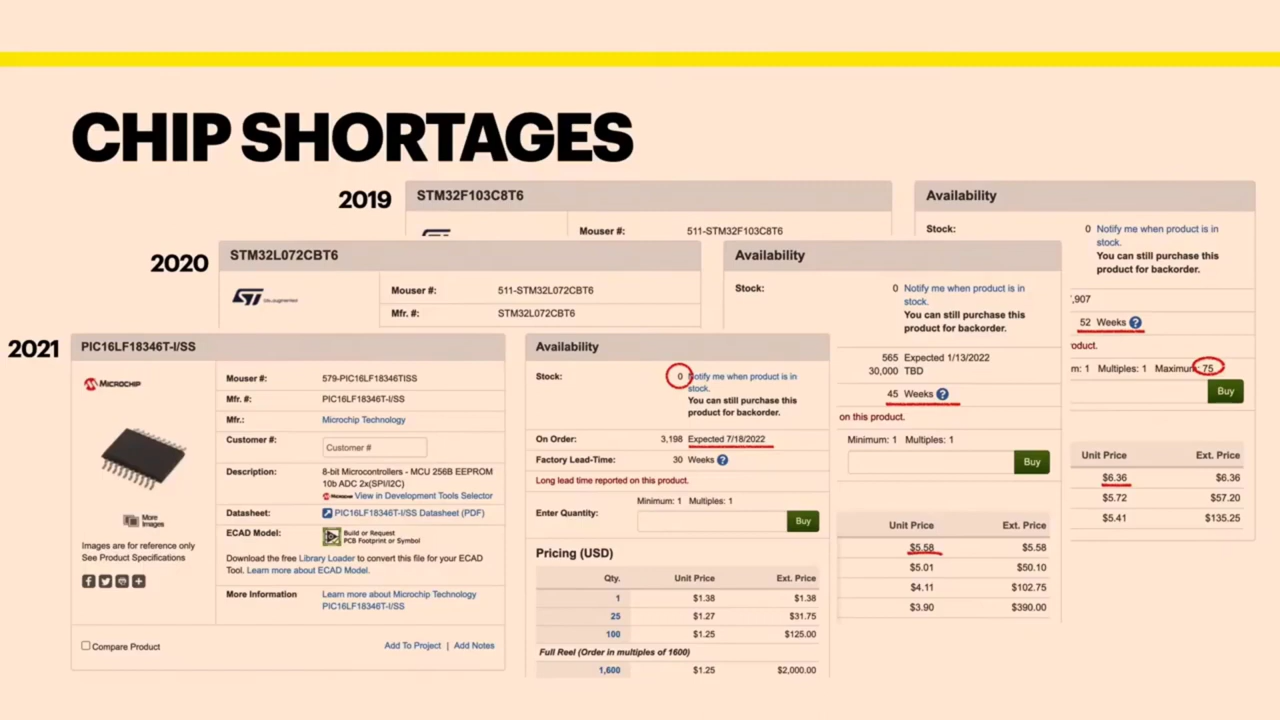 CHIP SHORTAGES
2019
STM32F103C8T6
Mouser #: 511-STM32F103C8T6
Availability
Stock: 0 Notify me when product is in
stock.
You can still purchase this
product for backorder.
,907
52 Weeks
oduct.
m: 1 Multiples: 1 Maximum: 75
Buy
Unit Price Ext. Price
$6.36 $6.36
$5.72 $57.20
$5.41 $135.25
2020
STM32L072CBT6
ST life.augmented
Mouser #: 511-STM32L072CBT6
Mfr. #: STM32L072CBT6
Availability
Stock: 0 Notify me when product is in
stock.
You can still purchase this
product for backorder.
565 Expected 1/13/2022
30,000 TBD
45 Weeks
on this product.
Minimum: 1 Multiples: 1
Buy
Unit Price Ext. Price
$5.58 $5.58
$5.01 $50.10
$4.11 $102.75
$3.90 $390.00
2021
PIC16LF18346T-I/SS
MICROCHIP
More
Images
Images are for reference only
See Product Specifications
Mouser #: 579-PIC16LF18346TISS
Mfr. #: PIC16LF18346T-I/SS
Mfr.: Microchip Technology
Customer #: Customer #
Description: 8-bit Microcontrollers - MCU 256B EEPROM
10b ADC 2x(SPI/I2C)
MICROCHIP View in Development Tools Selector
Datasheet: PIC16LF18346T-I/SS Datasheet (PDF)
ECAD Model: Build or Request
PCB Footprint or Symbol
Download the free Library Loader to convert this file for your ECAD
Tool. Learn more about ECAD Model.
More Information Learn more about Microchip Technology
PIC16LF18346T-I/SS
Compare Product
Add To Project | Add Notes
Availability
Stock: 0 Notify me when product is in
stock.
You can still purchase this
product for backorder.
On Order: 3,198 Expected 7/18/2022
Factory Lead-Time: 30 Weeks
Long lead time reported on this product.
Minimum: 1 Multiples: 1
Enter Quantity: Buy
Pricing (USD)
Qty. Unit Price Ext. Price
1 $1.38 $1.38
25 $1.27 $31.75
100 $1.25 $125.00
Full Reel (Order in multiples of 1600)
1,600 $1.25 $2,000.00